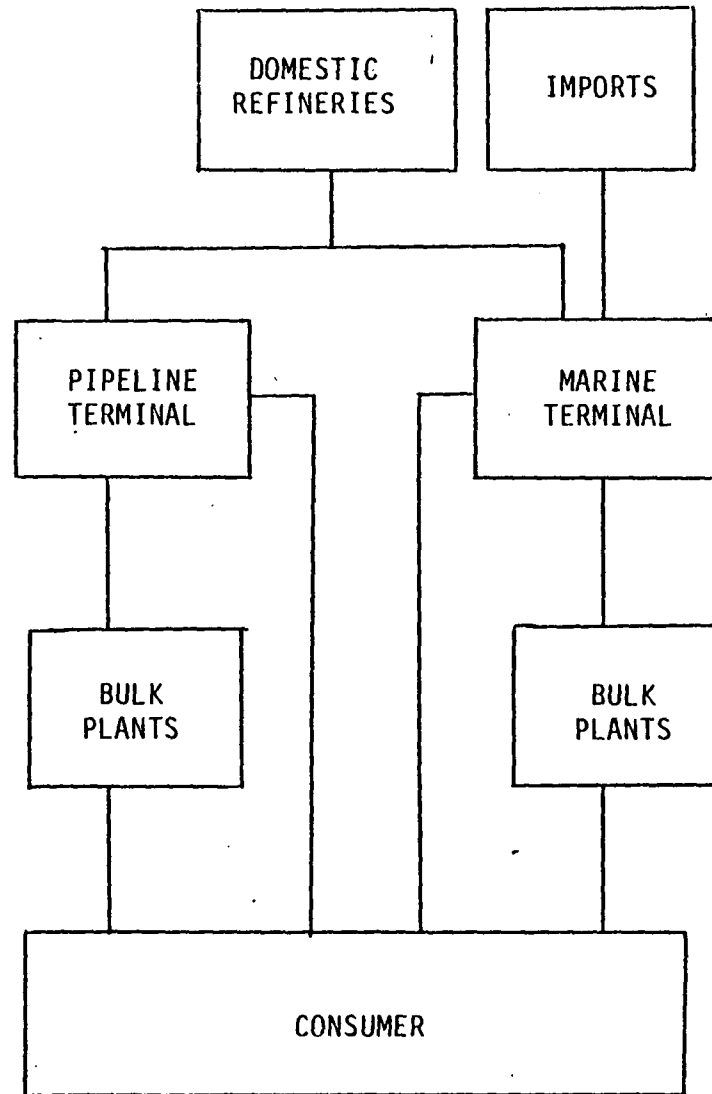 DOMESTIC
REFINERIES
IMPORTS
PIPELINE
TERMINAL
MARINE
TERMINAL
BULK
PLANTS
BULK
PLANTS
CONSUMER